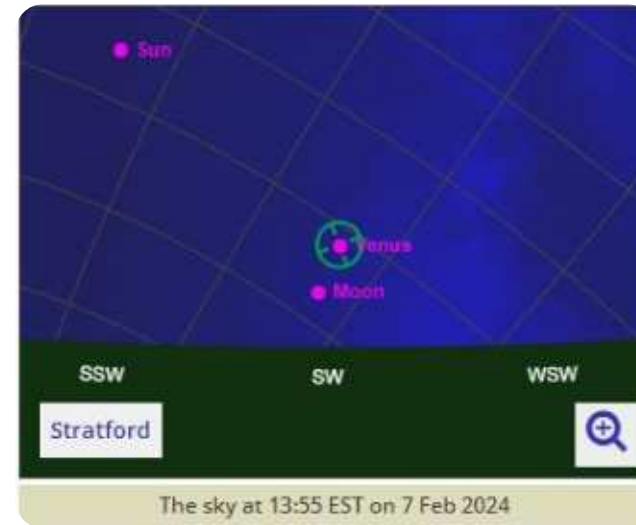 Sun
Venus
Moon
SSW
SW
WSW
Stratford
The sky at 13:55 EST on 7 Feb 2024